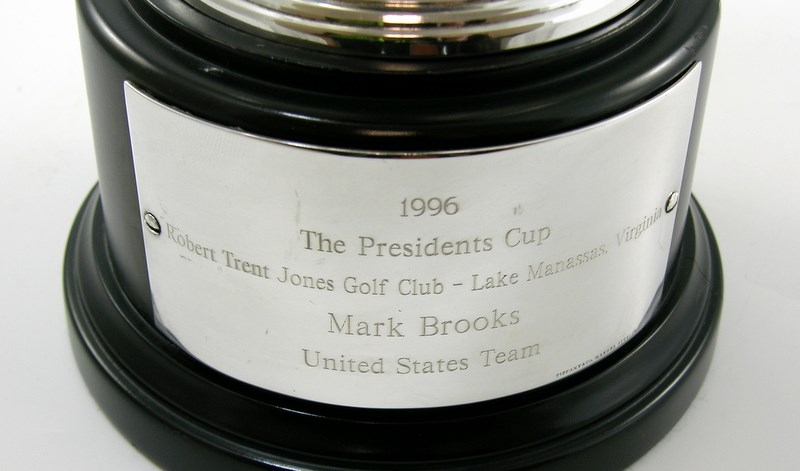 1996
The Presidents Cup
Robert Trent Jones Golf Club - Lake Manassas, Virginia
Mark Brooks
United States Team